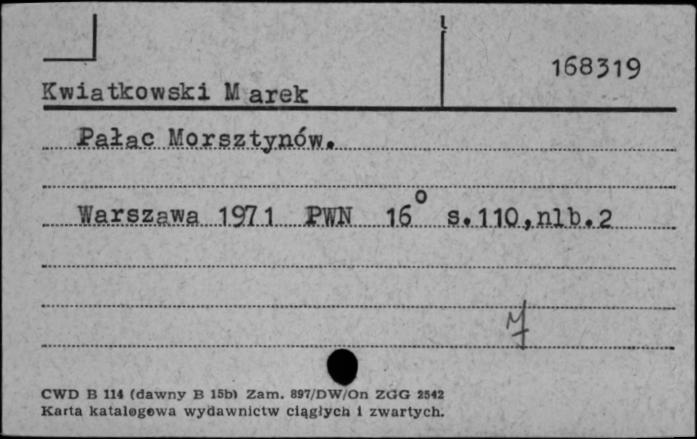 168319
Kwiatkowski Marek
Pałac Morsztynów.
Warszawa 1971 PWN 16° s.110,nlb.2
CWD B 114 (dawny B 15b) Zam. 897/DW/On ZGG 2542
Karta katalogowa wydawnictw ciągłych i zwartych.